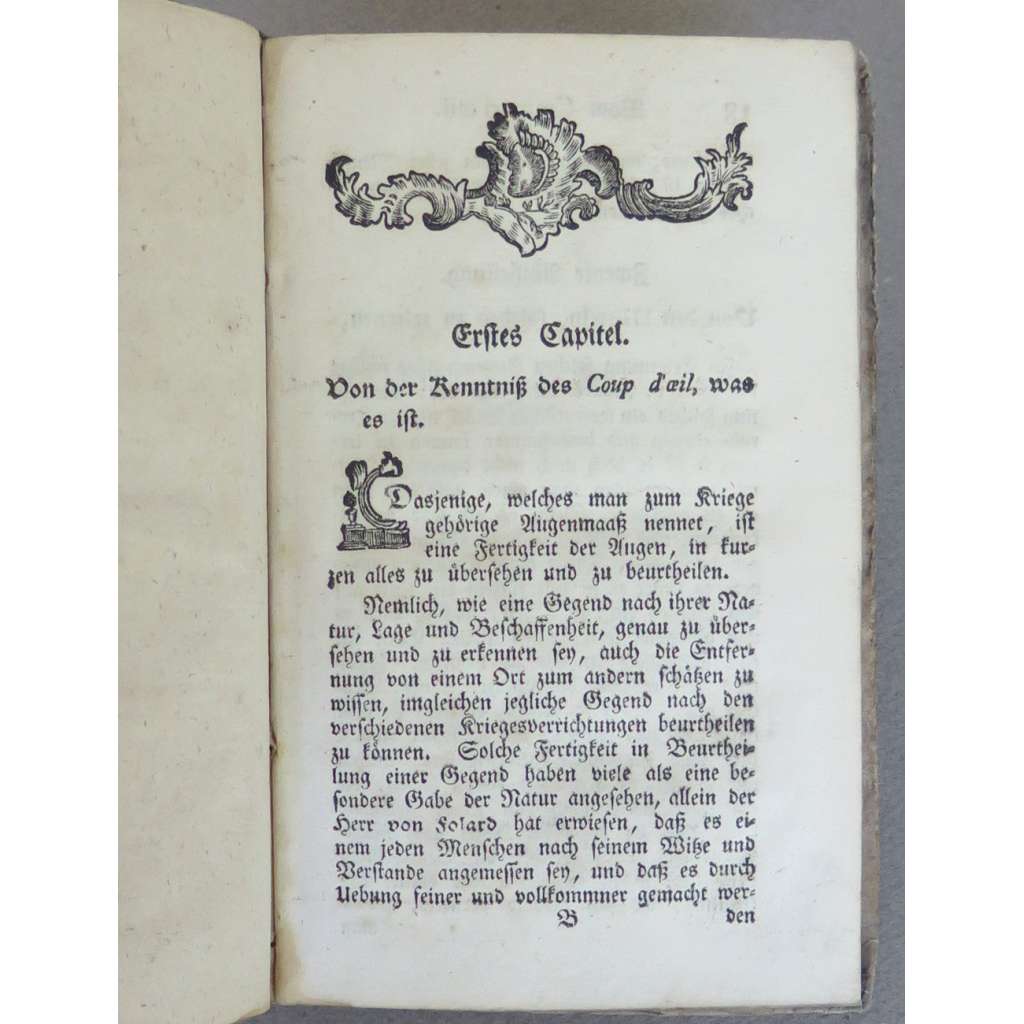 Erstes Capitel.
Von der Kenntniß des Coup d'œil, was
es ist.
Dasjenige, welches man zum Kriege
gehörige Augenmaaß nennet, ist
eine Fertigkeit der Augen, in kur-
zen alles zu übersehen und zu beurtheilen.
Nemlich, wie eine Gegend nach ihrer Na-
tur, Lage und Beschaffenheit, genau zu über-
sehen und zu erkennen sey, auch die Entfer-
nung von einem Ort zum andern schätzen zu
wissen, imgleichen jegliche Gegend nach den
verschiedenen Kriegesverrichtungen beurtheilen
zu können. Solche Fertigkeit in Beurthei-
lung einer Gegend haben viele als eine be-
sondere Gabe der Natur angesehen, allein der
Herr von Folard hat erwiesen, daß es ei-
nem jeden Menschen nach seinem Witze und
Verstande angemessen sey, und daß es durch
Uebung feiner und vollkommner gemacht wer-
B den